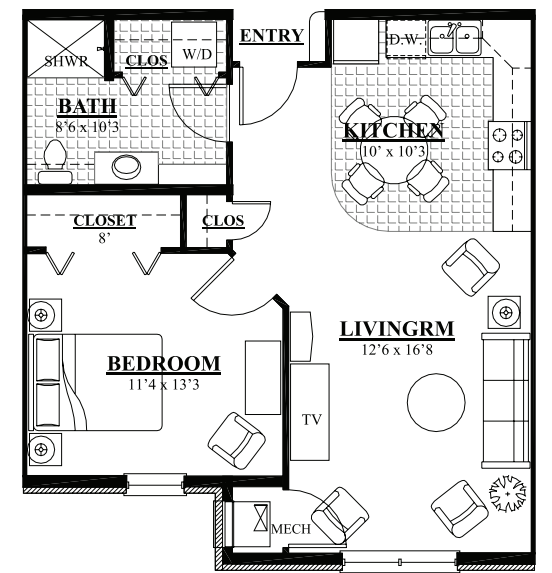 ENTRY
D.W.
SHWR
CLOS
W/D
BATH
8'6 x 10'3
KITCHEN
10' x 10'3
CLOSET
8'
CLOS
LIVINGRM
12'6 x 16'8
BEDROOM
11'4 x 13'3
TV
MECH